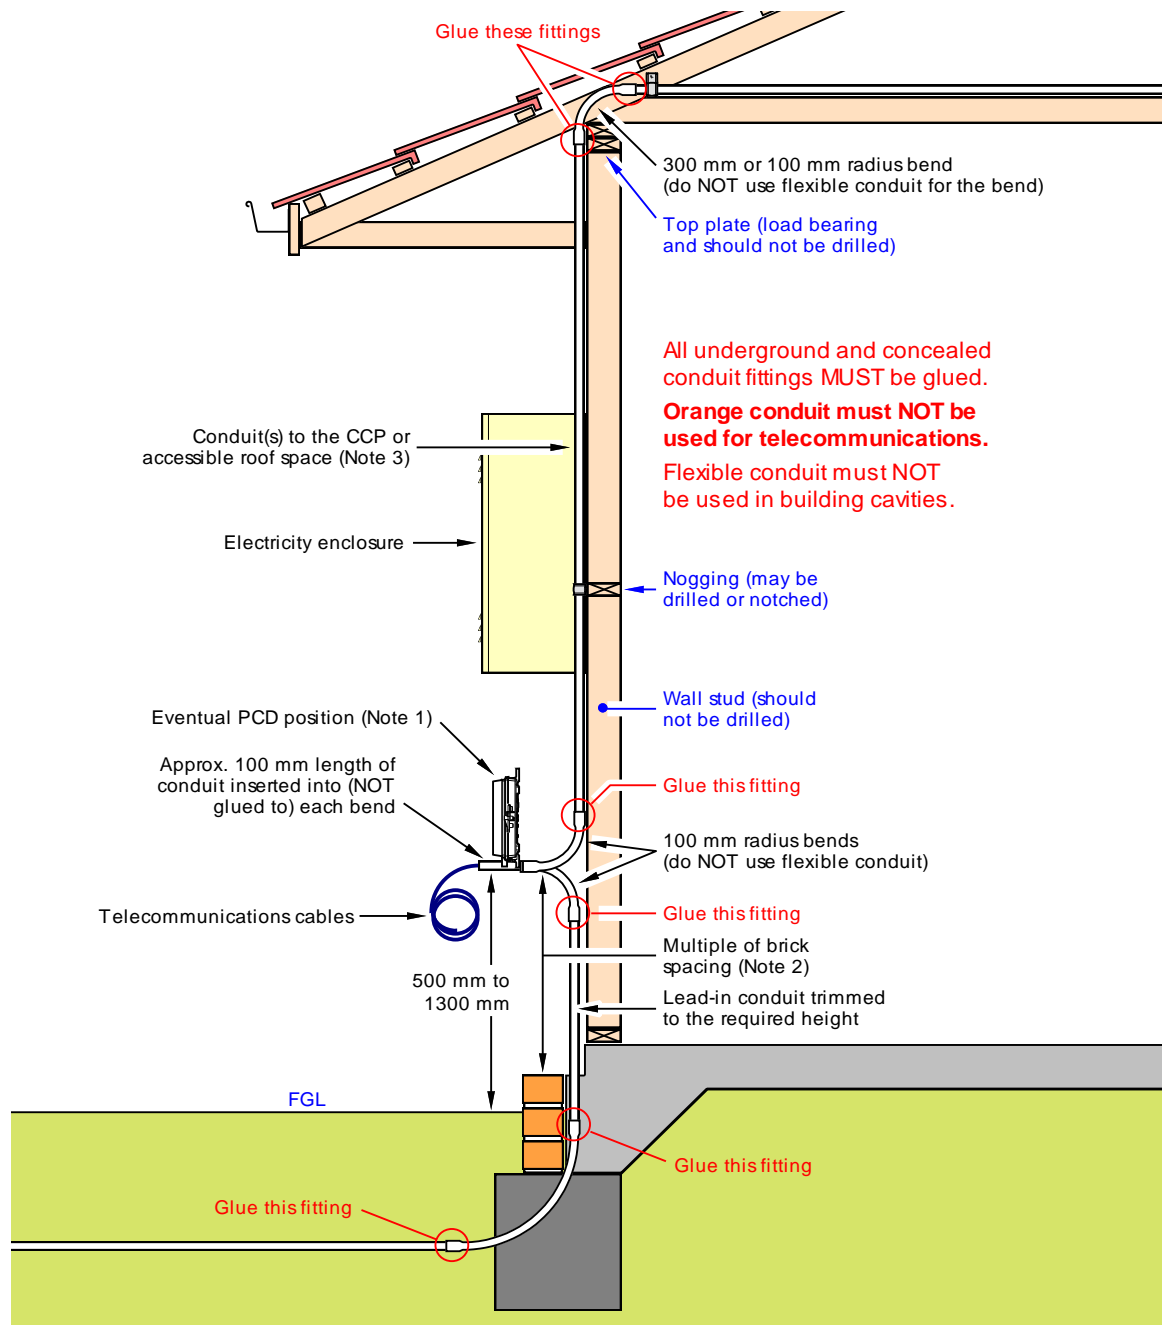 Glue these fittings
300 mm or 100 mm radius bend
(do NOT use flexible conduit for the bend)
Top plate (load bearing
and should not be drilled)
All underground and concealed
conduit fittings MUST be glued.
Orange conduit must NOT be
used for telecommunications.
Flexible conduit must NOT
be used in building cavities.
Conduit(s) to the CCP or
accessible roof space (Note 3)
Electricity enclosure
Nogging (may be
drilled or notched)
Wall stud (should
not be drilled)
Eventual PCD position (Note 1)
Approx. 100 mm length of
conduit inserted into (NOT
glued to) each bend
Glue this fitting
100 mm radius bends
(do NOT use flexible conduit)
Telecommunications cables
Glue this fitting
Multiple of brick
spacing (Note 2)
500 mm to
1300 mm
Lead-in conduit trimmed
to the required height
FGL
Glue this fitting
Glue this fitting